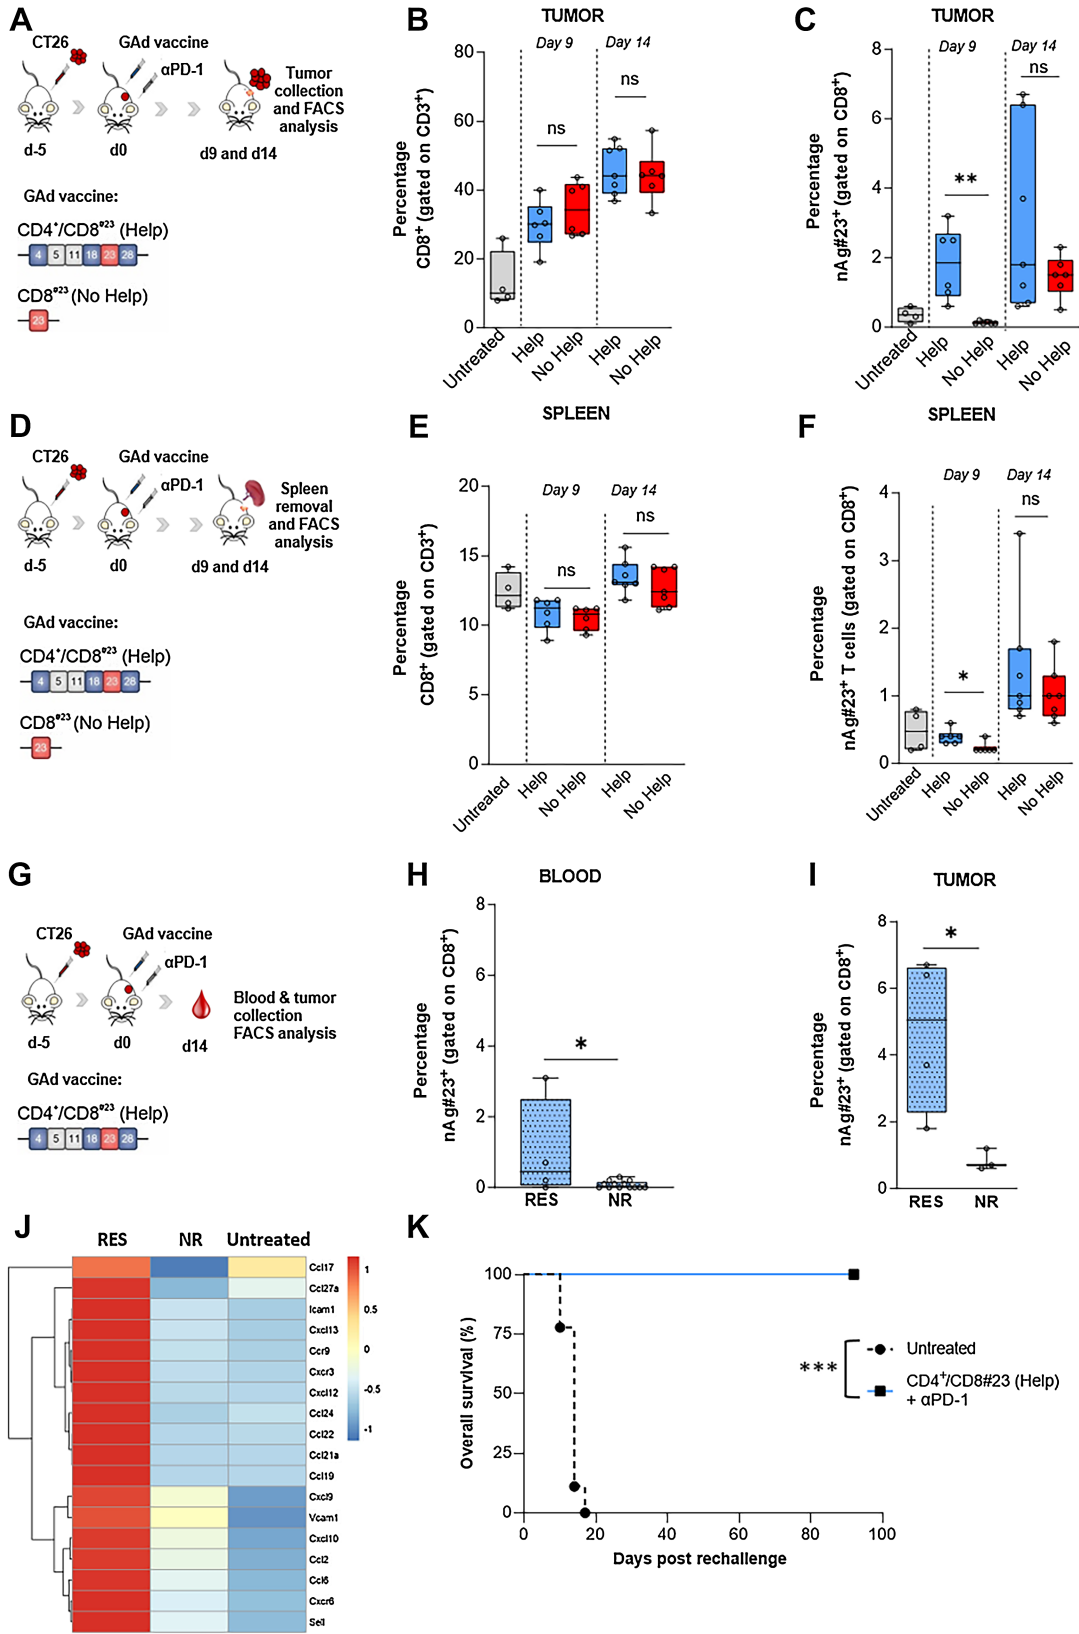 A
CT26
GAd vaccine
αPD-1
Tumor
collection
and FACS
analysis
d-5
d0
d9 and d14
GAd vaccine:
CD4⁺/CD8ᵍ²³ (Help)
4 5 11 18 23 28
CD8ᵍ²³ (No Help)
23
B
TUMOR
Day 9
Day 14
ns
ns
Percentage
CD8⁺ (gated on CD3⁺)
80
60
40
20
0
Untreated
Help
No Help
Help
No Help
C
TUMOR
Day 9
Day 14
**
ns
Percentage
nAg#23⁺ (gated on CD8⁺)
8
6
4
2
0
Untreated
Help
No Help
Help
No Help
D
CT26
GAd vaccine
αPD-1
Spleen
removal
and FACS
analysis
d-5
d0
d9 and d14
GAd vaccine:
CD4⁺/CD8ᵍ²³ (Help)
4 5 11 18 23 28
CD8ᵍ²³ (No Help)
23
E
SPLEEN
Day 9
Day 14
ns
ns
Percentage
CD8⁺ (gated on CD3⁺)
20
15
10
5
0
Untreated
Help
No Help
Help
No Help
F
SPLEEN
Day 9
Day 14
*
ns
Percentage
nAg#23⁺ T cells (gated on CD8⁺)
4
3
2
1
0
Untreated
Help
No Help
Help
No Help
G
CT26
GAd vaccine
αPD-1
Blood & tumor
collection
FACS analysis
d-5
d0
d14
GAd vaccine:
CD4⁺/CD8ᵍ²³ (Help)
4 5 11 18 23 28
H
BLOOD
*
Percentage
nAg#23⁺ (gated on CD8⁺)
8
6
4
2
0
RES
NR
I
TUMOR
*
Percentage
nAg#23⁺ (gated on CD8⁺)
8
6
4
2
0
RES
NR
J
RES NR Untreated
Ccl17
Ccl27a
Icam1
Cxcl13
Ccr9
Cxcr3
Cxcl12
Ccl24
Ccl22
Ccl21a
Ccl19
Cxcl9
Vcam1
Cxcl10
Ccl2
Ccl6
Cxcr6
Sell
1
0.5
0
-0.5
-1
K
Overall survival (%)
100
75
50
25
0
0 20 40 60 80 100
Days post rechallenge
***
Untreated
CD4⁺/CD8#23 (Help)
+ αPD-1